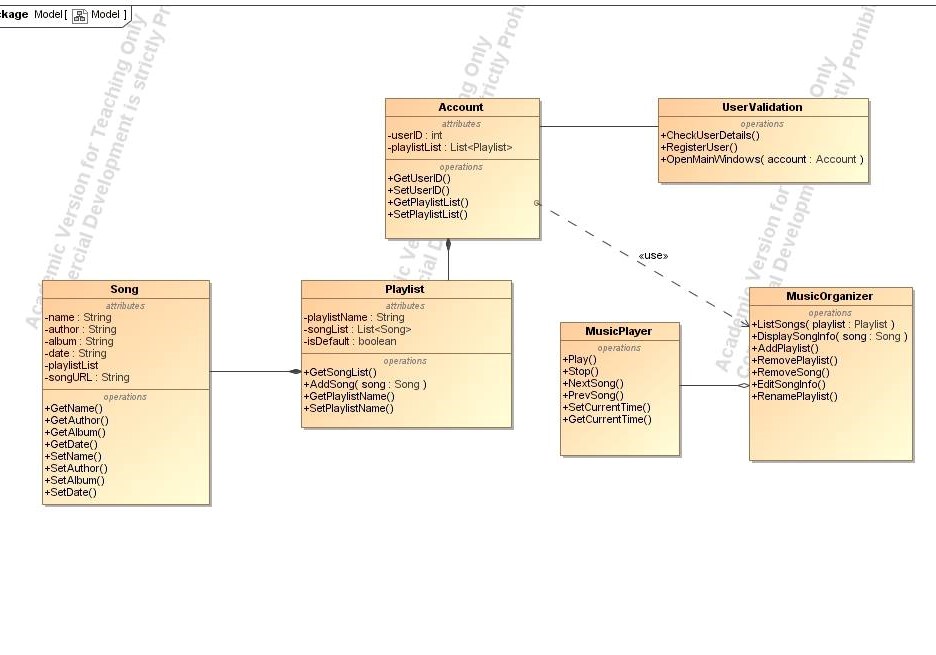 ckage Model[ Model ]
Academic Version for Teaching Only
Commercial Development is strictly Pr
Account
attributes
-userID : int
-playlistList : List<Playlist>
operations
+GetUserID()
+SetUserID()
+GetPlaylistList()
+SetPlaylistList()
UserValidation
operations
+CheckUserDetails()
+RegisterUser()
+OpenMainWindows( account : Account )
«use»
Song
attributes
-name : String
-author : String
-album : String
-date : String
-playlistList
-songURL : String
operations
+GetName()
+GetAuthor()
+GetAlbum()
+GetDate()
+SetName()
+SetAuthor()
+SetAlbum()
+SetDate()
Playlist
attributes
-playlistName : String
-songList : List<Song>
-isDefault : boolean
operations
+GetSongList()
+AddSong( song : Song )
+GetPlaylistName()
+SetPlaylistName()
MusicPlayer
operations
+Play()
+Stop()
+NextSong()
+PrevSong()
+SetCurrentTime()
+GetCurrentTime()
MusicOrganizer
operations
+ListSongs( playlist : Playlist )
+DisplaySongInfo( song : Song )
+AddPlaylist()
+RemovePlaylist()
+RemoveSong()
+EditSongInfo()
+RenamePlaylist()